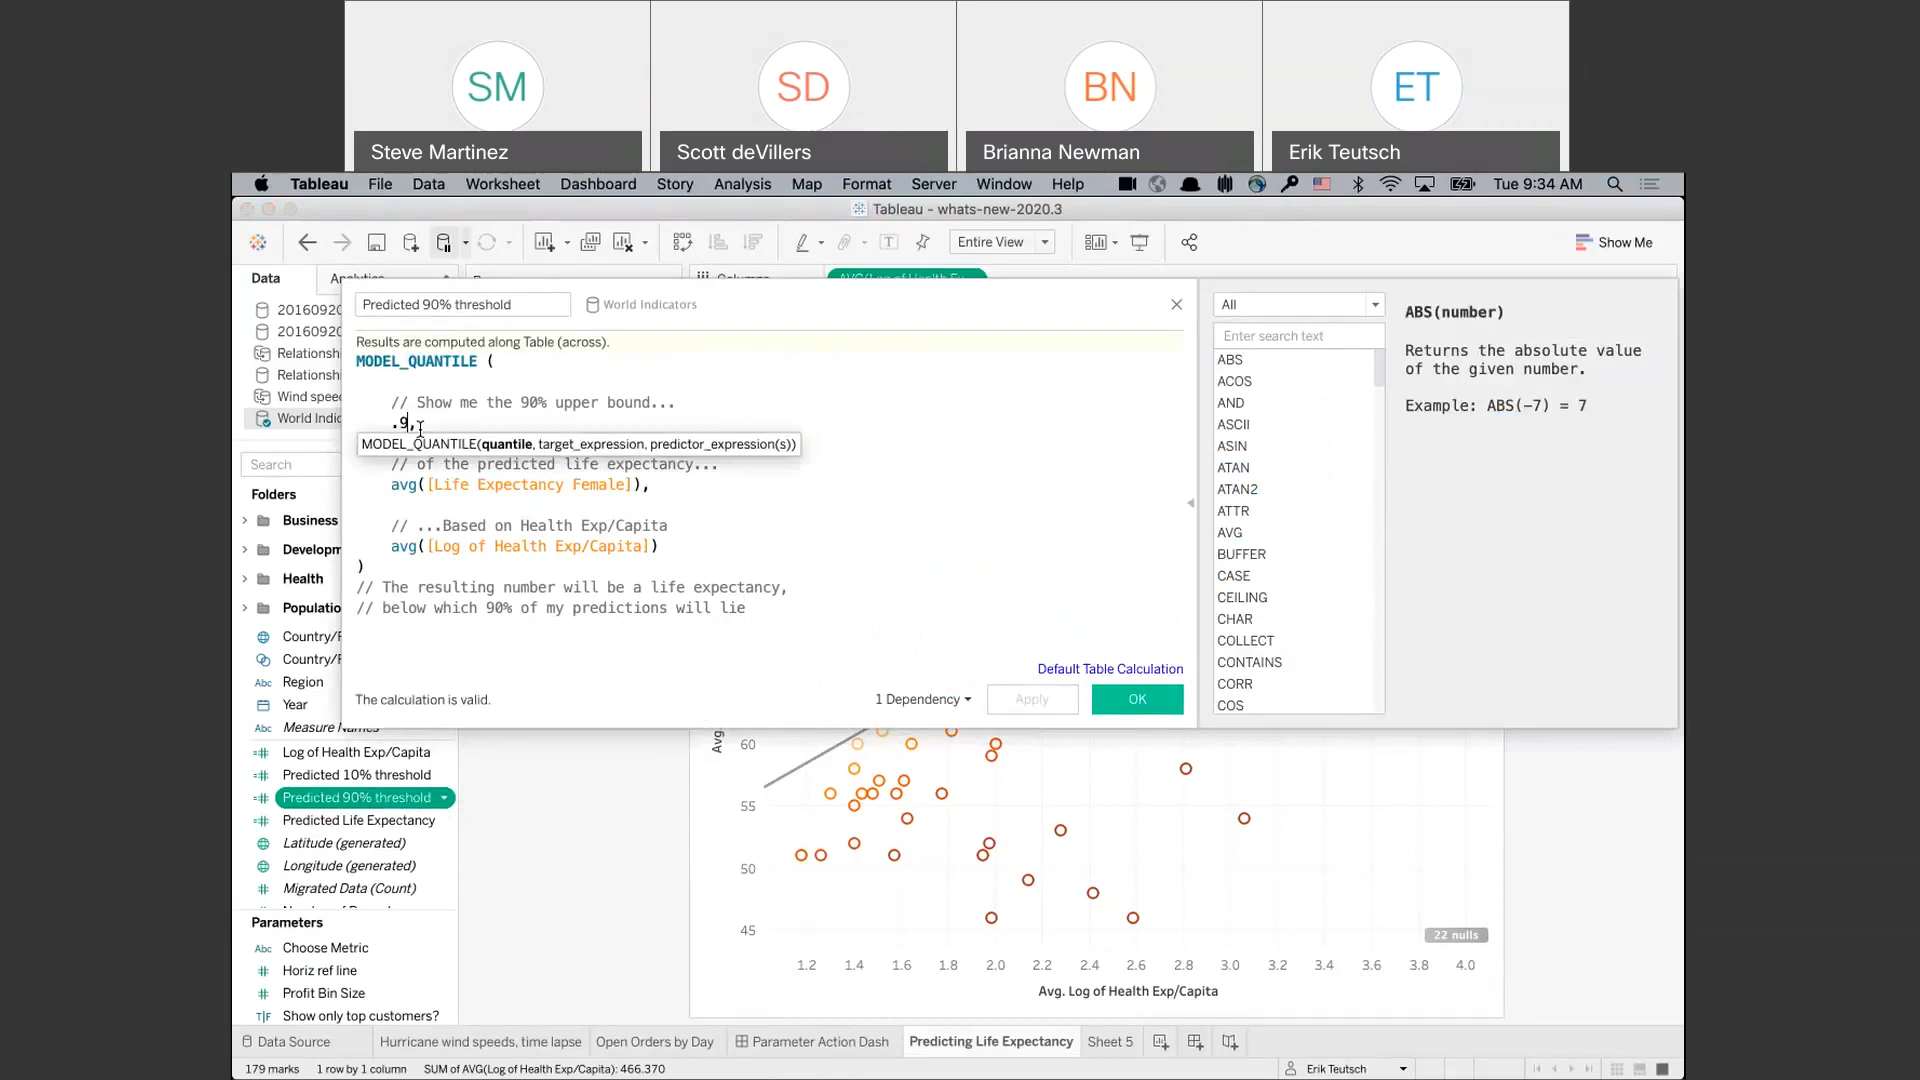 SM
SD
BN
ET
Steve Martinez
Scott deVillers
Brianna Newman
Erik Teutsch
Tableau File Data Worksheet Dashboard Story Analysis Map Format Server Window Help Tue 9:34 AM
Tableau - whats-new-2020.3
Entire View
Show Me
Data
20160920
20160920
Relationsh
Relationsh
Wind spee
World Indic
Search
Folders
Business
Developm
Health
Populatio
Country/F
Country/F
Abc Region
Year
Abc Measure Names
Log of Health Exp/Capita
Predicted 10% threshold
Predicted 90% threshold
Predicted Life Expectancy
Latitude (generated)
Longitude (generated)
Migrated Data (Count)
Parameters
Abc Choose Metric
Horiz ref line
Profit Bin Size
T|F Show only top customers?
Predicted 90% threshold
World Indicators
Results are computed along Table (across).
MODEL_QUANTILE (
// Show me the 90% upper bound...
.9,
MODEL_QUANTILE(quantile, target_expression, predictor_expression(s))
// of the predicted life expectancy...
avg([Life Expectancy Female]),
// ...Based on Health Exp/Capita
avg([Log of Health Exp/Capita])
)
// The resulting number will be a life expectancy,
// below which 90% of my predictions will lie
Default Table Calculation
The calculation is valid.
1 Dependency
Apply
OK
All
Enter search text
ABS
ACOS
AND
ASCII
ASIN
ATAN
ATAN2
ATTR
AVG
BUFFER
CASE
CEILING
CHAR
COLLECT
CONTAINS
CORR
COS
ABS(number)
Returns the absolute value
of the given number.
Example: ABS(-7) = 7
Avg.
60
55
50
45
22 nulls
1.2 1.4 1.6 1.8 2.0 2.2 2.4 2.6 2.8 3.0 3.2 3.4 3.6 3.8 4.0
Avg. Log of Health Exp/Capita
Data Source
Hurricane wind speeds, time lapse
Open Orders by Day
Parameter Action Dash
Predicting Life Expectancy
Sheet 5
179 marks 1 row by 1 column SUM of AVG(Log of Health Exp/Capita): 466.370
Erik Teutsch